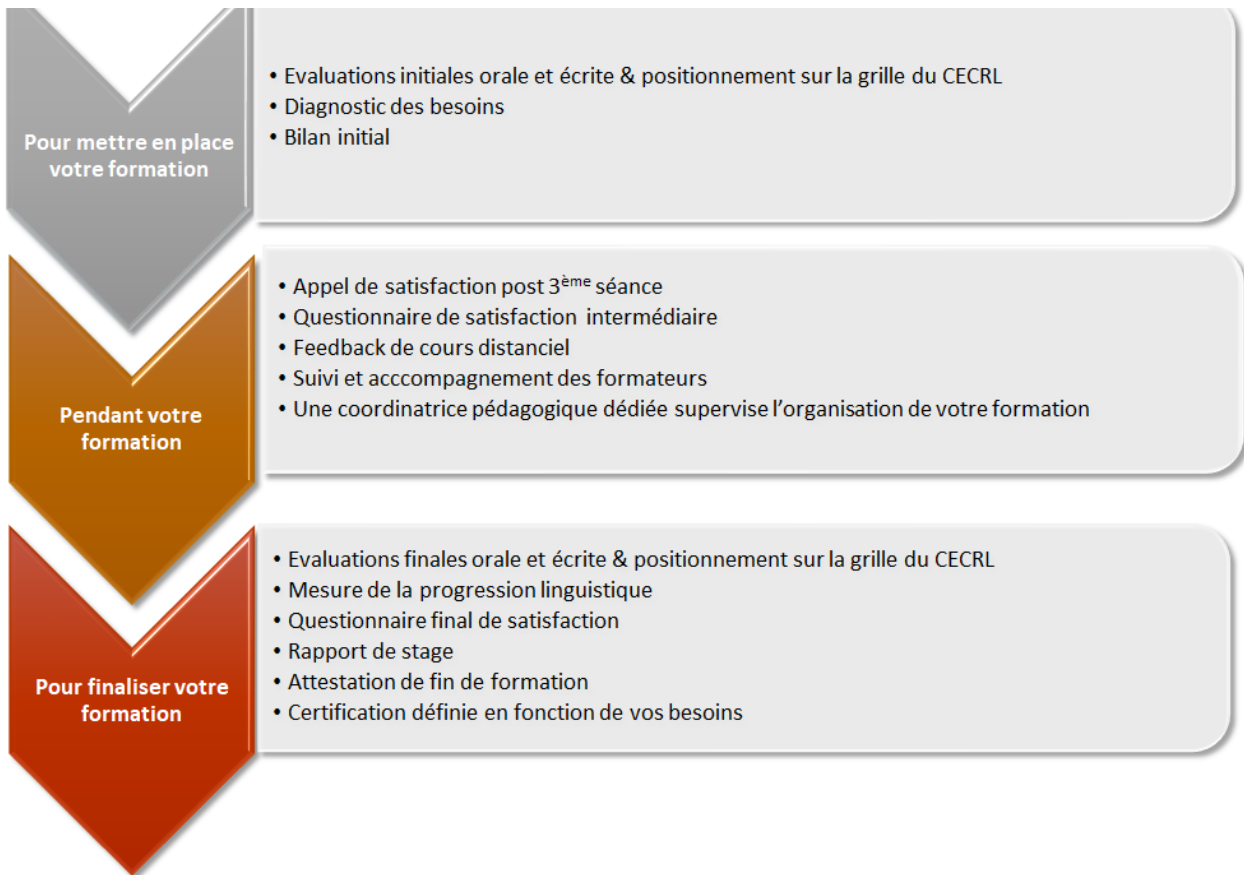 Pour mettre en place
votre formation
• Evaluations initiales orale et écrite & positionnement sur la grille du CECRL
• Diagnostic des besoins
• Bilan initial
Pendant votre
formation
• Appel de satisfaction post 3ème séance
• Questionnaire de satisfaction intermédiaire
• Feedback de cours distanciel
• Suivi et acccompagnement des formateurs
• Une coordinatrice pédagogique dédiée supervise l'organisation de votre formation
Pour finaliser votre
formation
• Evaluations finales orale et écrite & positionnement sur la grille du CECRL
• Mesure de la progression linguistique
• Questionnaire final de satisfaction
• Rapport de stage
• Attestation de fin de formation
• Certification définie en fonction de vos besoins